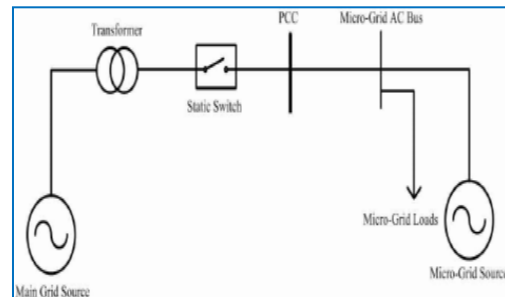 PCC
Micro-Grid AC Bus
Transformer
Static Switch
Micro-Grid Loads
Main Grid Source
Micro-Grid Source